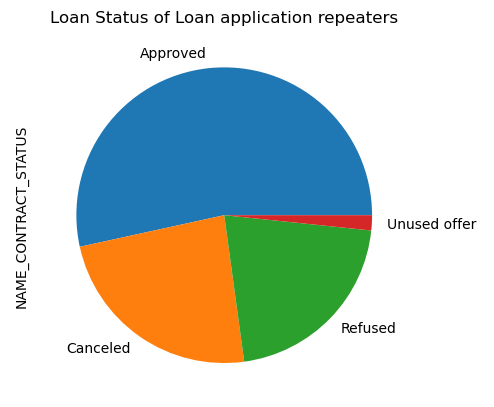 Loan Status of Loan application repeaters
Approved
NAME_CONTRACT_STATUS
Unused offer
Refused
Canceled